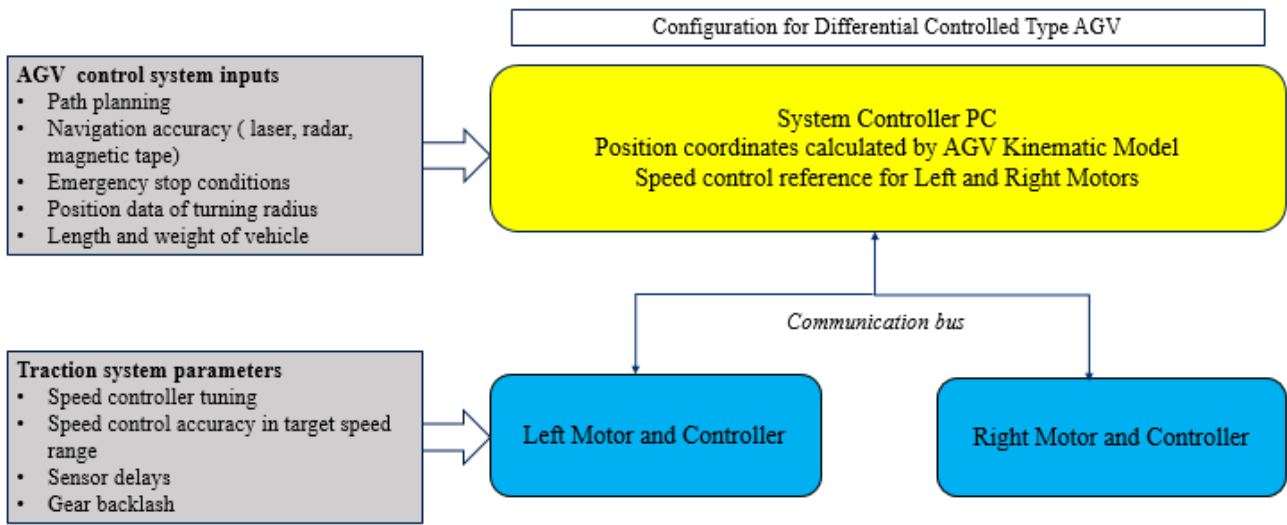 Configuration for Differential Controlled Type AGV
AGV  control system inputs
• Path planning
• Navigation accuracy ( laser, radar,
magnetic tape)
• Emergency stop conditions
• Position data of turning radius
• Length and weight of vehicle
System Controller PC
Position coordinates calculated by AGV Kinematic Model
Speed control reference for Left and Right Motors
Communication bus
Traction system parameters
• Speed controller tuning
• Speed control accuracy in target speed
range
• Sensor delays
• Gear backlash
Left Motor and Controller
Right Motor and Controller